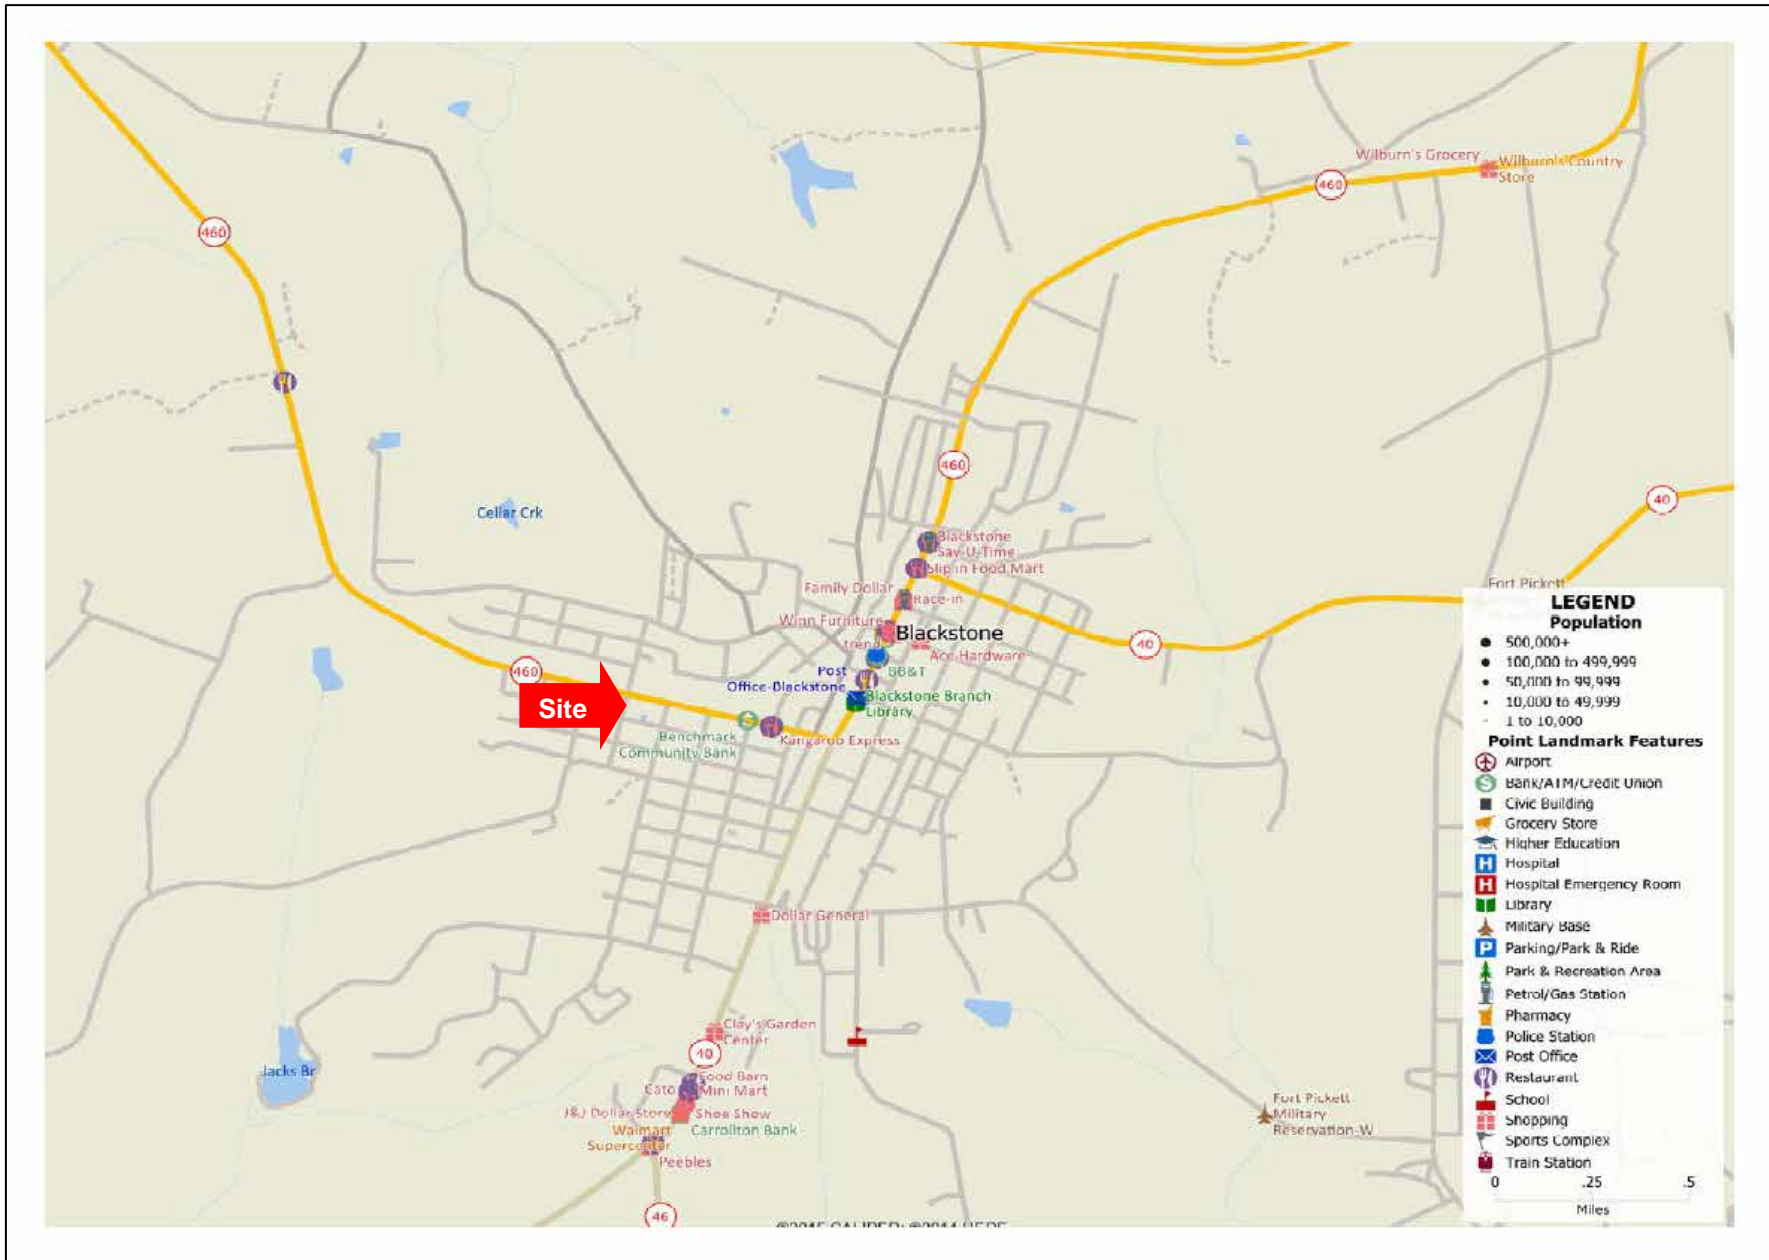 460
Wilburn's Grocery
Wilburn's Country
Store
460
460
40
Cellar Crk
Blackstone
Sav-U-Time
Slip in Food Mart
Family Dollar
Race-in
Winn Furniture
Blackstone
trend
Ace Hardware
40
Post
Office-Blackstone
BB&T
Blackstone Branch
Library
460
Site
Benchmark
Community Bank
Kangaroo Express
Fort Pickett
Dollar General
Clay's Garden
Center
40
Jacks Br
Food Barn
Cato
Mini Mart
J&J Dollar Store
Shoe Show
Walmart
Supercenter
Carrollton Bank
Peebles
46
Fort Pickett
Military
Reservation-W
LEGEND
Population
500,000+
100,000 to 499,999
50,000 to 99,999
10,000 to 49,999
1 to 10,000
Point Landmark Features
Airport
Bank/ATM/Credit Union
Civic Building
Grocery Store
Higher Education
H Hospital
H Hospital Emergency Room
Library
Military Base
P Parking/Park & Ride
Park & Recreation Area
Petrol/Gas Station
Pharmacy
Police Station
Post Office
Restaurant
School
Shopping
Sports Complex
Train Station
0 .25 .5
Miles
©2015 CALIPER; ©2014 HERE